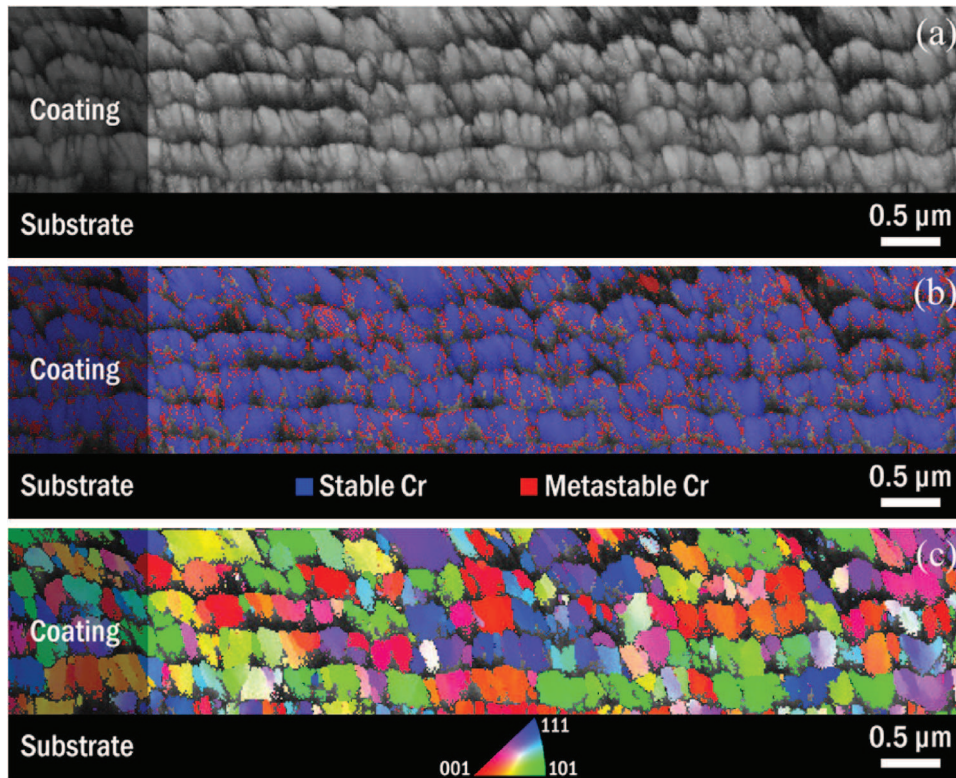 (a)
Coating
Substrate
0.5 µm
(b)
Coating
Substrate
Stable Cr
Metastable Cr
0.5 µm
(c)
Coating
Substrate
111
001
101
0.5 µm